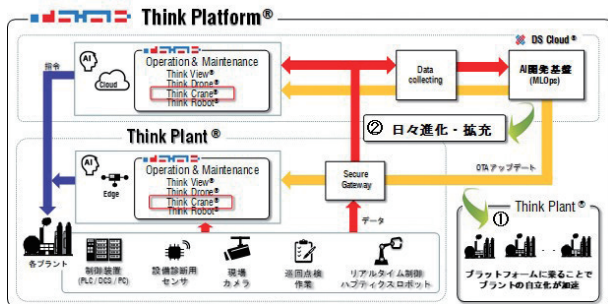 Think Platform®
DS Cloud®
指令
AI
Cloud
Operation & Maintenance
Think View®
Think Drone®
Think Crane®
Think Robot®
Data
collecting
AI開発基盤
(MLOps)
② 日々進化・拡充
Think Plant®
AI
Edge
Operation & Maintenance
Think View®
Think Drone®
Think Crane®
Think Robot®
Secure
Gateway
OTAアップデート
データ
各プラント
制御装置
(PLC / DCS / PC)
設備診断用
センサ
現場
カメラ
巡回点検
作業
リアルタイム制御
ハプティクスロボット
① Think Plant®
プラットフォームに乗ることで
プラントの自立化が加速